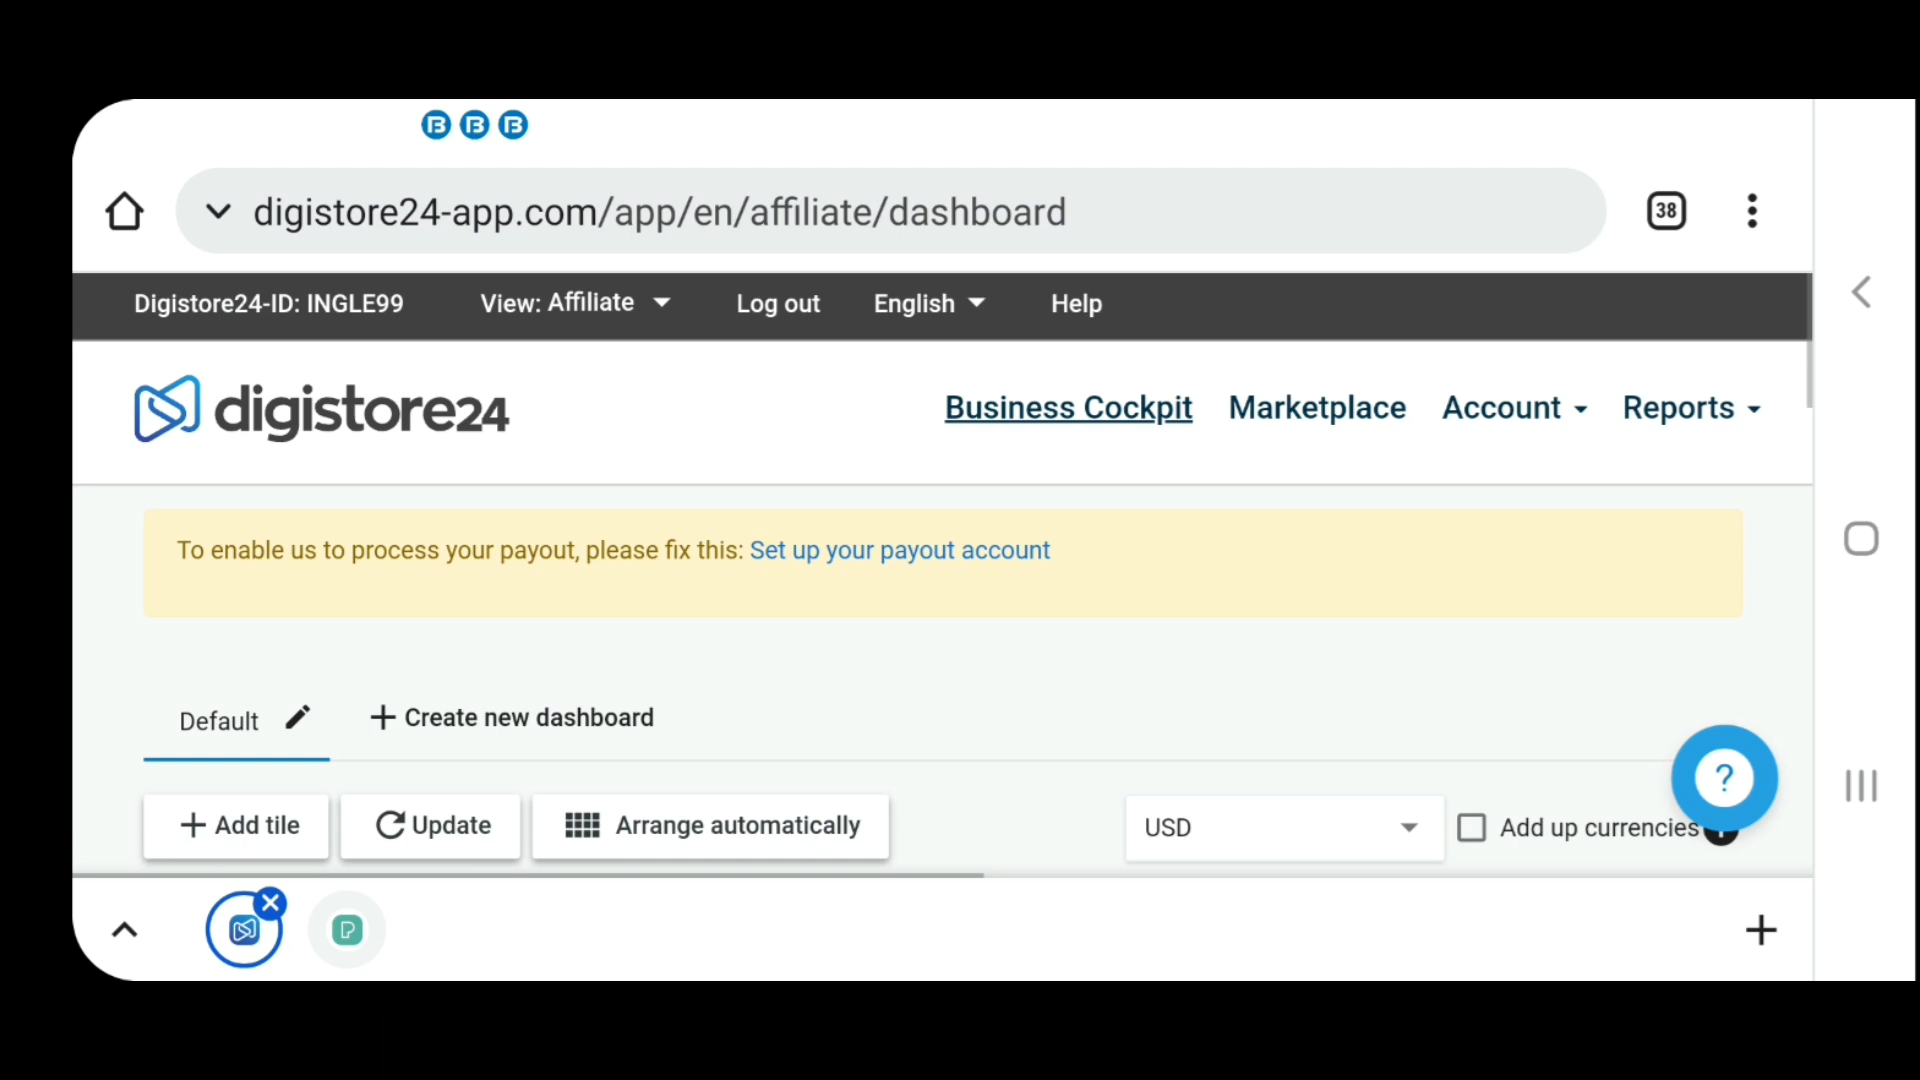 digistore24-app.com/app/en/affiliate/dashboard
38
Digistore24-ID: INGLE99 View: Affiliate Log out English Help
digistore24 Business Cockpit Marketplace Account Reports
To enable us to process your payout, please fix this: Set up your payout account
Default + Create new dashboard
+ Add tile Update Arrange automatically USD Add up currencies
?